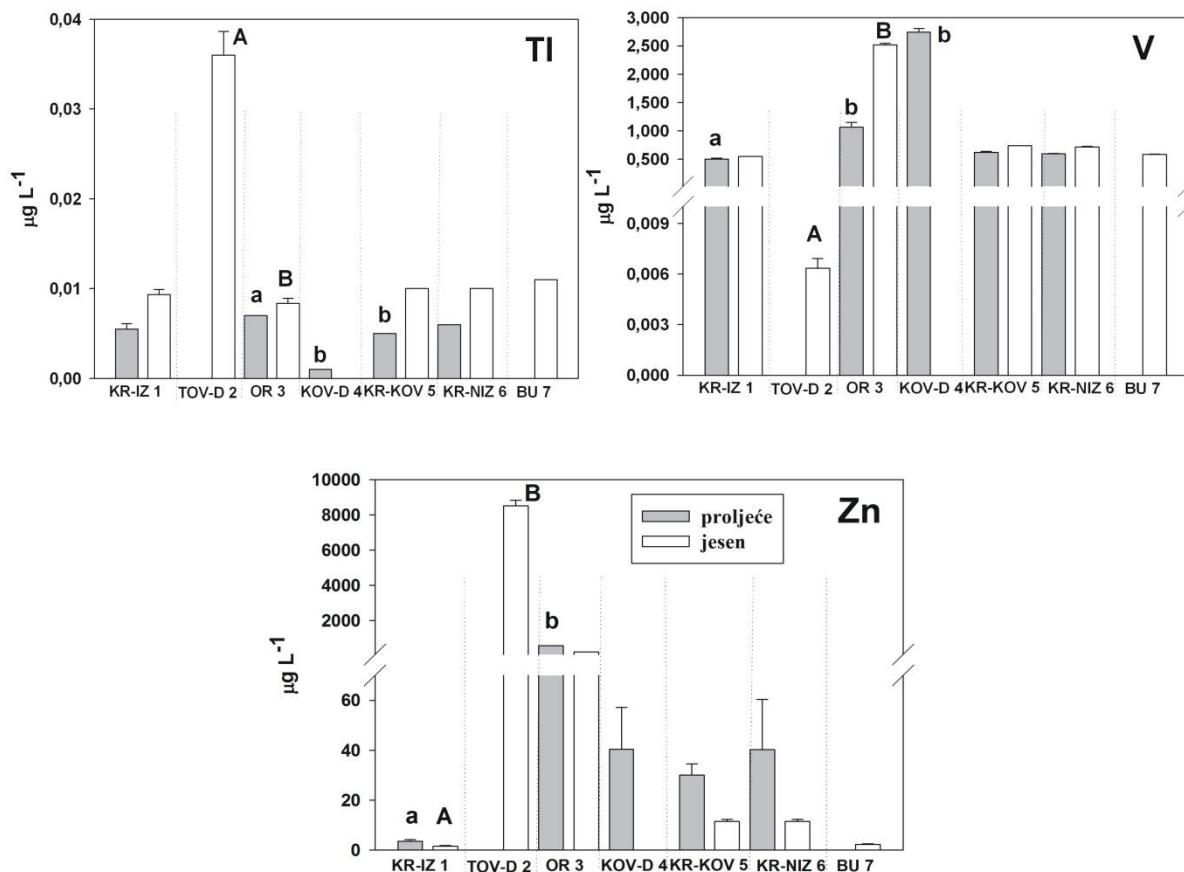 Tl
0,04
0,03
0,02
0,01
0,00
µg L-1
A
a
B
b
b
KR-IZ 1 TOV-D 2 OR 3 KOV-D 4 KR-KOV 5 KR-NIZ 6 BU 7
V
3,000
2,500
2,000
1,500
1,000
0,500
0,009
0,006
0,003
0,000
µg L-1
a
A
b
B
b
KR-IZ 1 TOV-D 2 OR 3 KOV-D 4 KR-KOV 5 KR-NIZ 6 BU 7
Zn
10000
8000
6000
4000
2000
60
40
20
0
µg L-1
a
A
B
b
proljeće
jesen
KR-IZ 1 TOV-D 2 OR 3 KOV-D 4 KR-KOV 5 KR-NIZ 6 BU 7